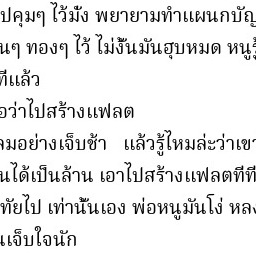 ปคุมๆ ไว้มั่ง พยายามทำแผนกบัญ
นๆ ทองๆ ไว้ ไม่งั้นมันฮุบหมด หนูรู้
ทีแล้ว
อว่าไปสร้างแฟลต
ลมอย่างเจ็บช้า แล้วรู้ไหมล่ะว่าเขา
นได้เป็นล้าน เอาไปสร้างแฟลตทีที
ทัยไป เท่านั้นเอง พ่อหนูมันโง่ หลง
นเจ็บใจนัก